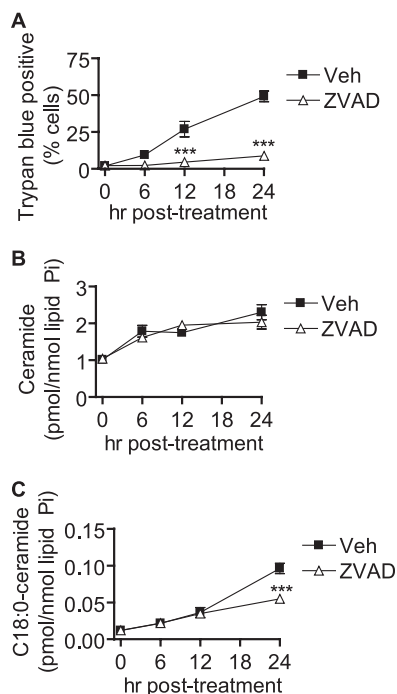 A
Trypan blue positive
(% cells)
75
50
25
0
***
***
0 6 12 18 24
hr post-treatment
Veh
ZVAD
B
Ceramide
(pmol/nmol lipid Pi)
3
2
1
0
0 6 12 18 24
hr post-treatment
Veh
ZVAD
C
C18:0-ceramide
(pmol/nmol lipid Pi)
0.15
0.10
0.05
0.00
***
0 6 12 18 24
hr post-treatment
Veh
ZVAD